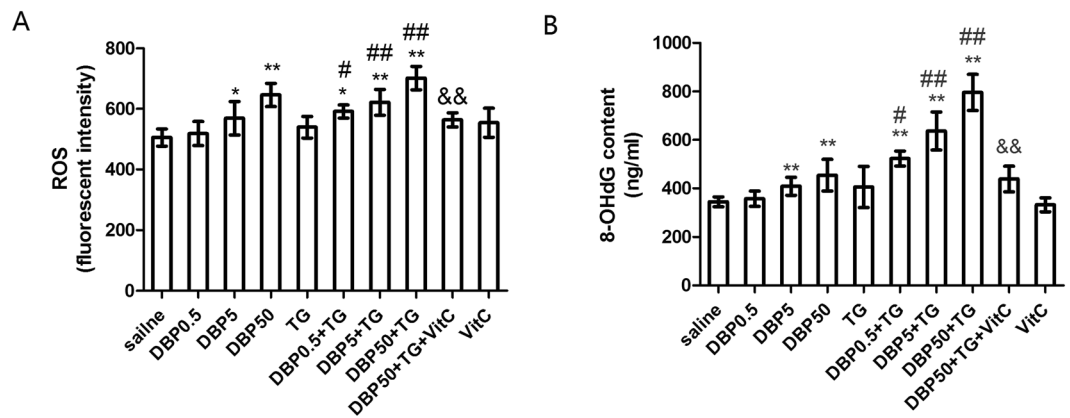 A
ROS
(fluorescent intensity)
800
600
400
200
0
*
**
#
*
##
**
##
**
&&
sailne
DBP0.5
DBP5
DBP50
TG
DBP0.5+TG
DBP5+TG
DBP50+TG
DBP50+TG+VitC
VitC
B
8-OHdG content
(ng/ml)
1000
800
600
400
200
0
**
**
#
**
##
**
##
**
&&
saline
DBP0.5
DBP5
DBP50
TG
DBP0.5+TG
DBP5+TG
DBP50+TG
DBP50+TG+VitC
VitC